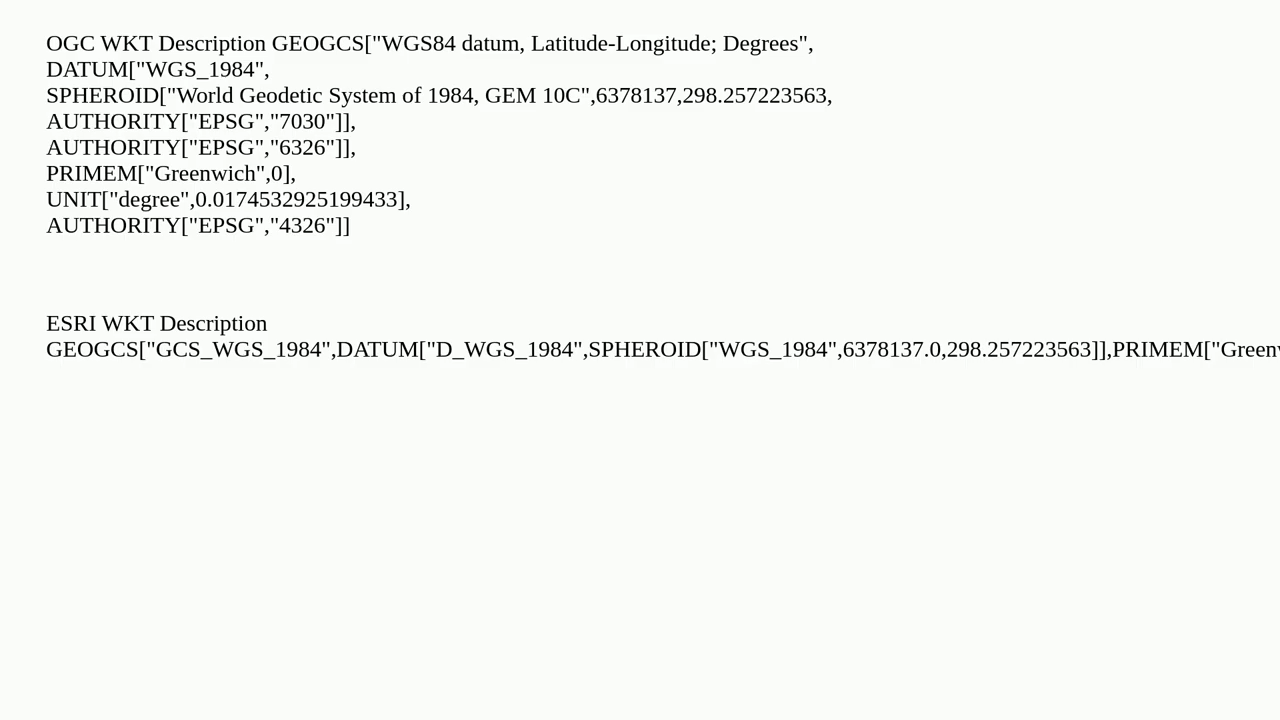 OGC WKT Description GEOGCS["WGS84 datum, Latitude-Longitude; Degrees",
DATUM["WGS_1984",
SPHEROID["World Geodetic System of 1984, GEM 10C",6378137,298.257223563,
AUTHORITY["EPSG","7030"]],
AUTHORITY["EPSG","6326"]],
PRIMEM["Greenwich",0],
UNIT["degree",0.0174532925199433],
AUTHORITY["EPSG","4326"]]
ESRI WKT Description
GEOGCS["GCS_WGS_1984",DATUM["D_WGS_1984",SPHEROID["WGS_1984",6378137.0,298.257223563]],PRIMEM["Green